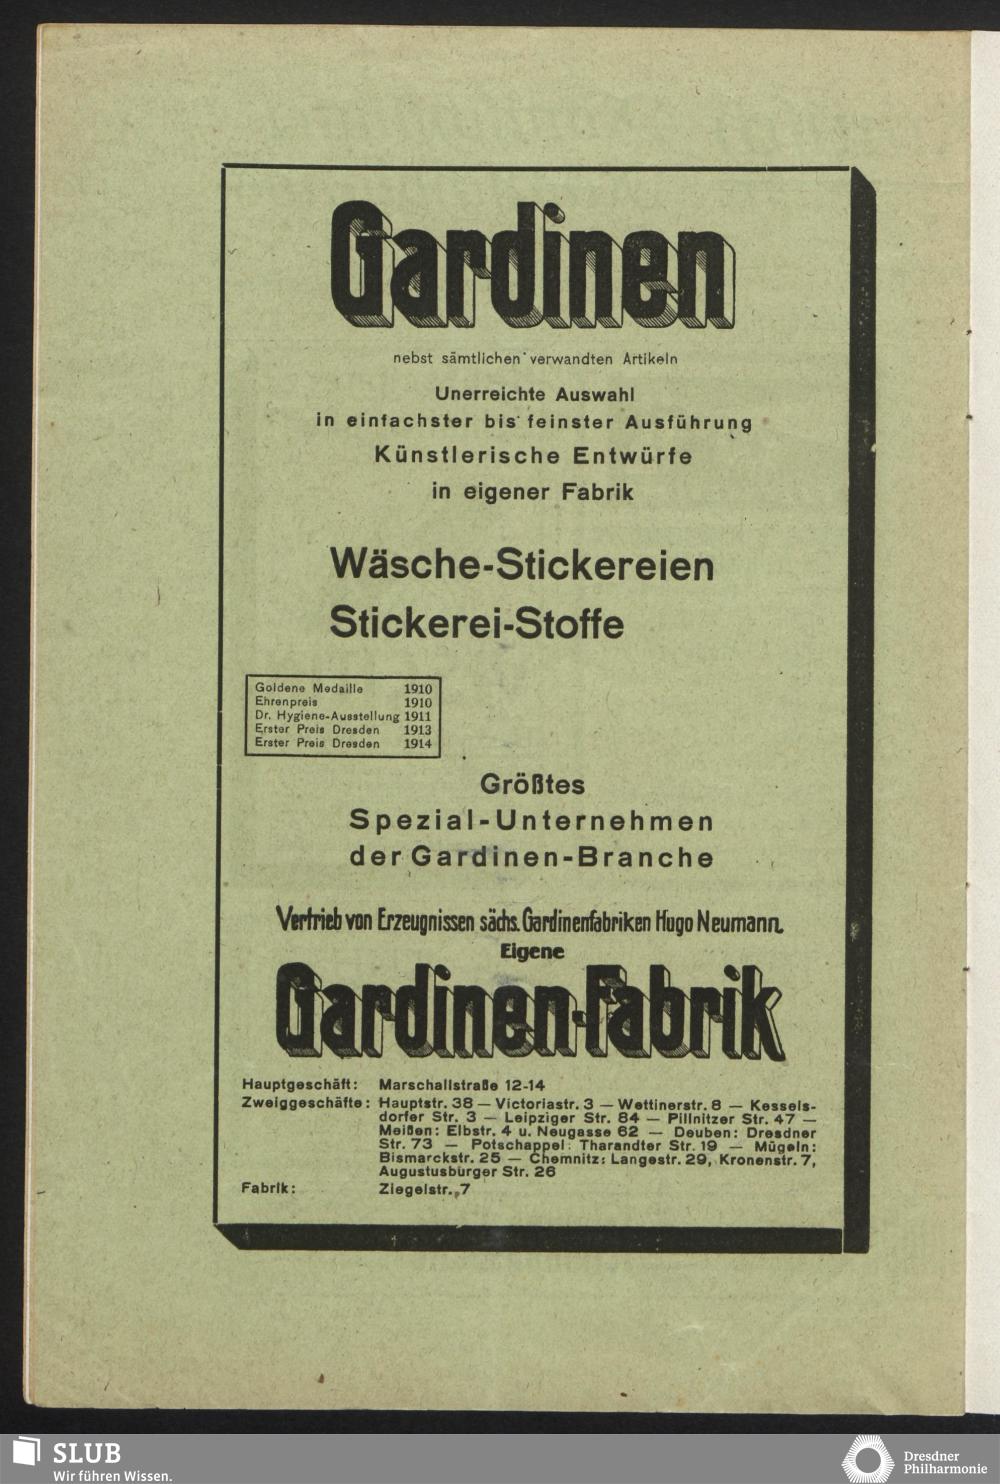 Gardinen
nebst sämtlichen verwandten Artikeln
Unerreichte Auswahl
in einfachster bis feinster Ausführung
Künstlerische Entwürfe
in eigener Fabrik
Wäsche-Stickereien
Stickerei-Stoffe
Goldene Medaille 1910
Ehrenpreis 1910
Dr. Hygiene-Ausstellung 1911
Erster Preis Dresden 1913
Erster Preis Dresden 1914
Größtes
Spezial-Unternehmen
der Gardinen-Branche
Vertrieb von Erzeugnissen sächs. Gardinenfabriken Hugo Neumann.
Eigene
Gardinen-Fabrik
Hauptgeschäft: Marschallstraße 12-14
Zweiggeschäfte: Hauptstr. 38 — Victoriastr. 3 — Wettinerstr. 8 — Kessels-
dorfer Str. 3 — Leipziger Str. 84 — Pillnitzer Str. 47 —
Meißen: Elbstr. 4 u. Neugasse 62 — Deuben: Dresdner
Str. 73 — Potschappel: Tharandter Str. 19 — Mügeln:
Bismarckstr. 25 — Chemnitz: Langestr. 29, Kronenstr. 7,
Augustusburger Str. 26
Fabrik: Ziegelstr. 7
SLUB
Wir führen Wissen.
Dresdner
Philharmonie